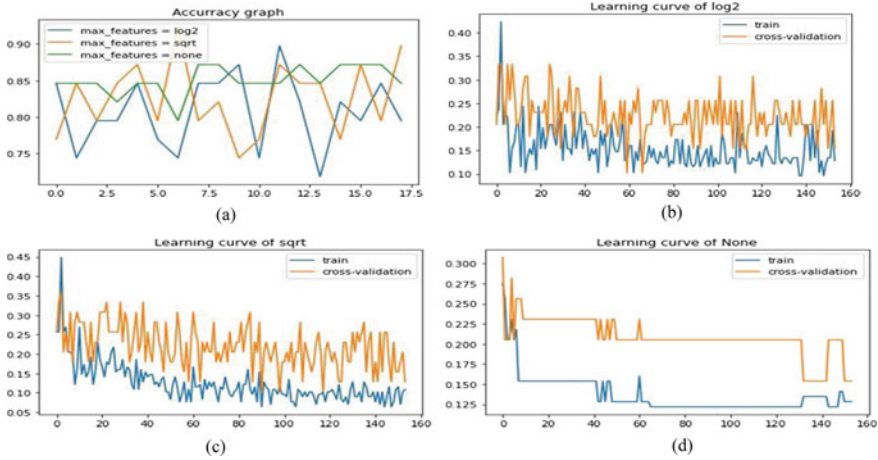 Accurracy graph
max_features = log2
max_features = sqrt
max_features = none
0.90
0.85
0.80
0.75
0.0 2.5 5.0 7.5 10.0 12.5 15.0 17.5
(a)
Learning curve of log2
train
cross-validation
0.40
0.35
0.30
0.25
0.20
0.15
0.10
0 20 40 60 80 100 120 140 160
(b)
Learning curve of sqrt
train
cross-validation
0.45
0.40
0.35
0.30
0.25
0.20
0.15
0.10
0.05
0 20 40 60 80 100 120 140 160
(c)
Learning curve of None
train
cross-validation
0.300
0.275
0.250
0.225
0.200
0.175
0.150
0.125
0 20 40 60 80 100 120 140 160
(d)